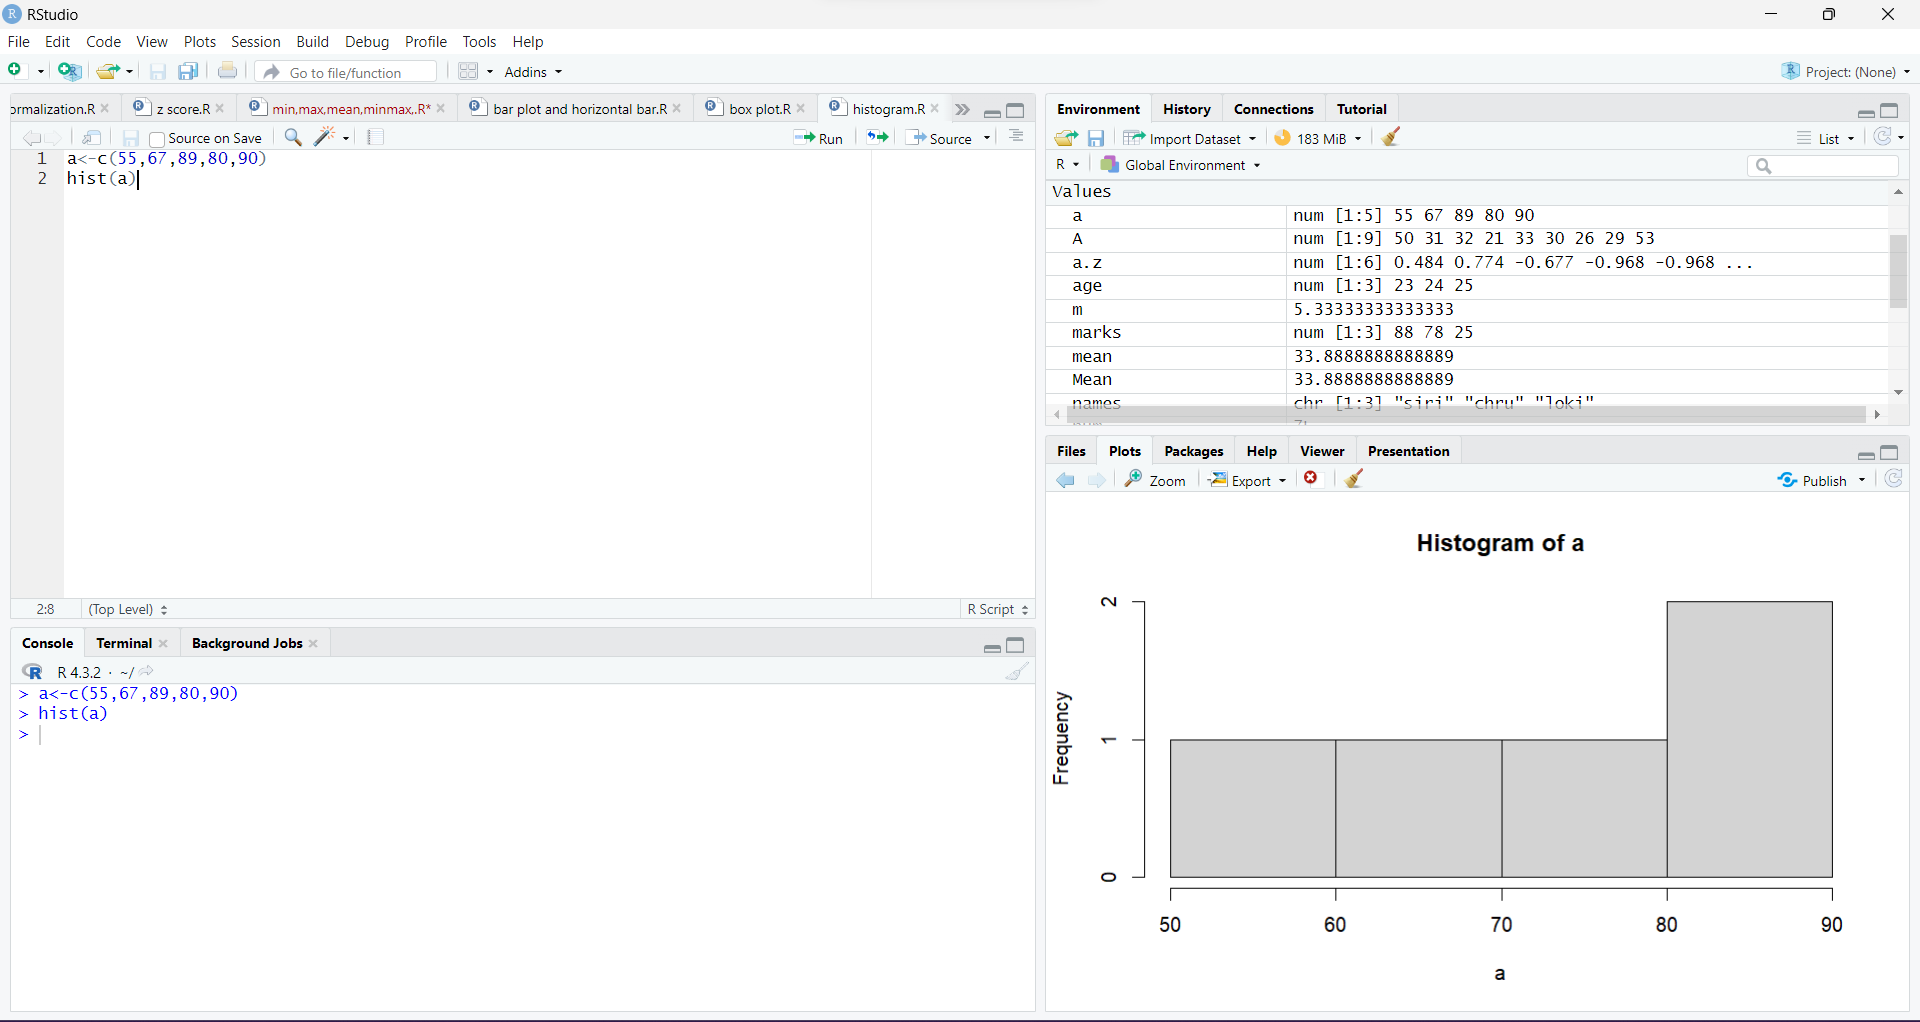 RStudio
File Edit Code View Plots Session Build Debug Profile Tools Help
Go to file/function Addins Project: (None)
ormalization.R z score.R min,max,mean,minmax,.R* bar plot and horizontal bar.R box plot.R histogram.R
Source on Save Run Source
1 a<-c(55,67,89,80,90)
2 hist(a)
2:8 (Top Level) R Script
Console Terminal Background Jobs
R 4.3.2 · ~/
> a<-c(55,67,89,80,90)
> hist(a)
>
Environment History Connections Tutorial
Import Dataset 183 MiB List
R Global Environment
Values
a num [1:5] 55 67 89 80 90
A num [1:9] 50 31 32 21 33 30 26 29 53
a.z num [1:6] 0.484 0.774 -0.677 -0.968 -0.968 ...
age num [1:3] 23 24 25
m 5.33333333333333
marks num [1:3] 88 78 25
mean 33.8888888888889
Mean 33.8888888888889
names chr [1:3] "siri" "chru" "loki"
Files Plots Packages Help Viewer Presentation
Zoom Export Publish
Histogram of a
Frequency
2
1
0
50 60 70 80 90
a